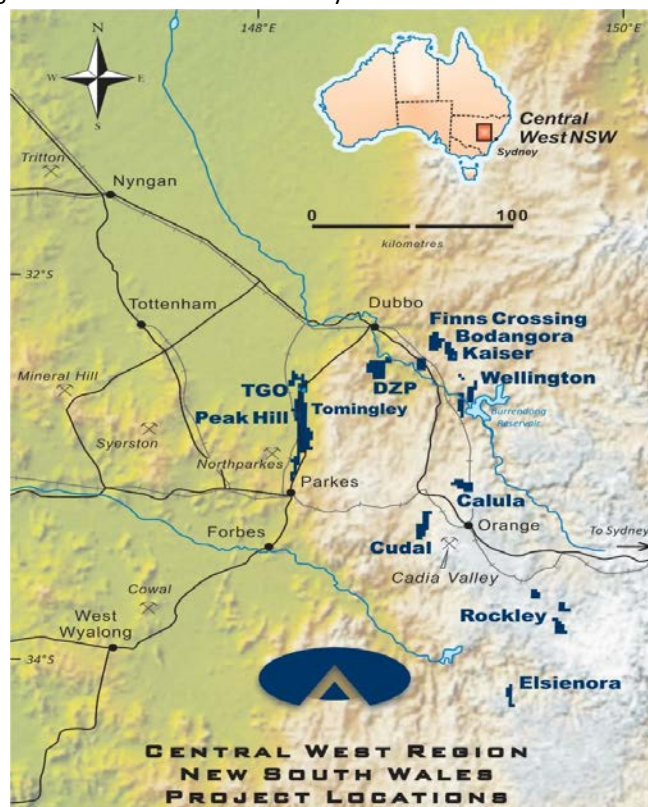 148°E
150°E
N
W
E
S
Central
West NSW
Sydney
Tritton
Nyngan
0
100
kilometres
32°S
Tottenham
Dubbo
Finns Crossing
Bodangora
Kaiser
Mineral Hill
TGO
DZP
Wellington
Peak Hill
Tomingley
Burrendong
Reservoir
Syerston
Northparkes
Parkes
Calula
Forbes
Orange
To Sydney
Cudal
Cadia Valley
Cowal
West
Wyalong
Rockley
34°S
Elsienora
CENTRAL WEST REGION
NEW SOUTH WALES
PROJECT LOCATIONS